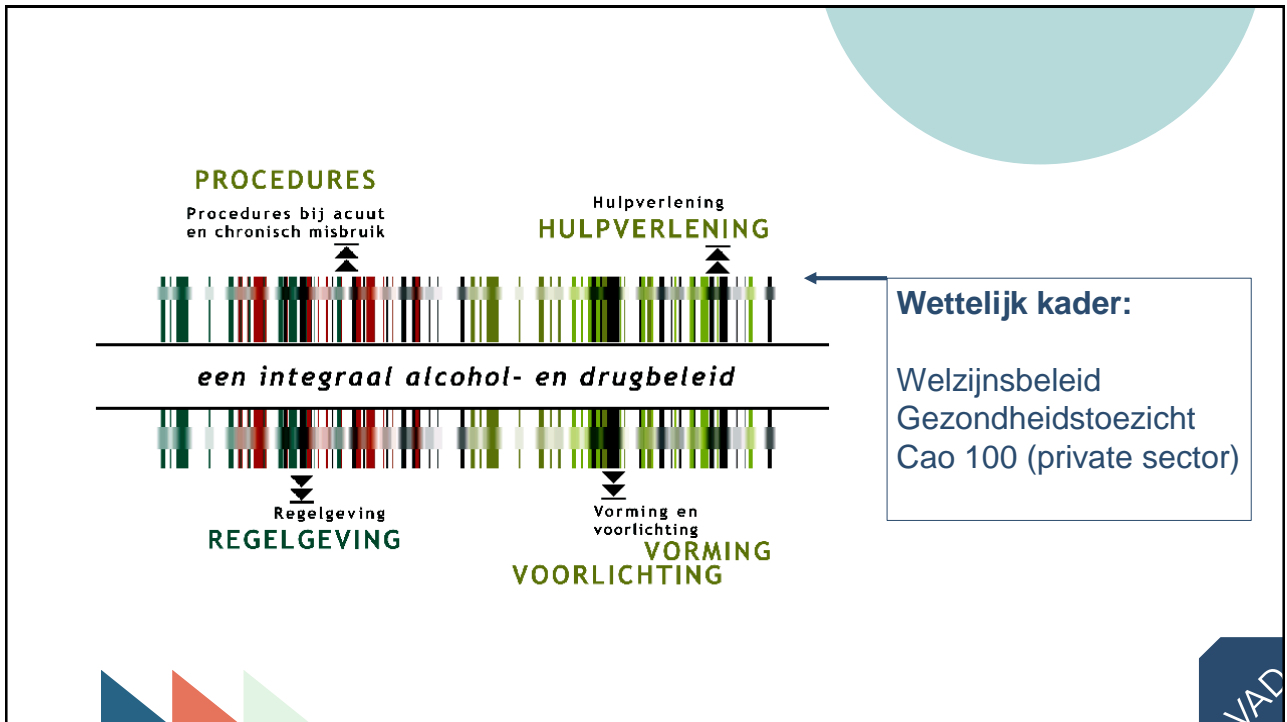 PROCEDURES
Procedures bij acuut
en chronisch misbruik
Hulpverlening
HULPVERLENING
een integraal alcohol- en drugbeleid
Regelgeving
REGELGEVING
Vorming en
voorlichting
VORMING
VOORLICHTING
Wettelijk kader:
Welzijnsbeleid
Gezondheidstoezicht
Cao 100 (private sector)
VAD